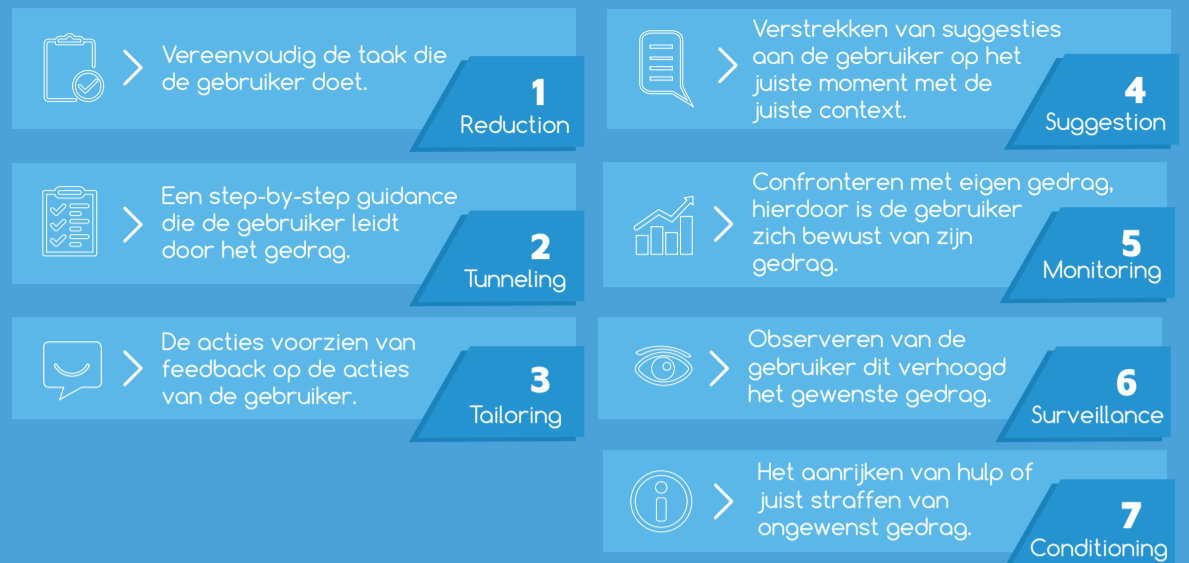 Vereenvoudig de taak die
de gebruiker doet.
1
Reduction
Een step-by-step guidance
die de gebruiker leidt
door het gedrag.
2
Tunneling
De acties voorzien van
feedback op de acties
van de gebruiker.
3
Tailoring
Verstrekken van suggesties
aan de gebruiker op het
juiste moment met de
juiste context.
4
Suggestion
Confronteren met eigen gedrag,
hierdoor is de gebruiker
zich bewust van zijn
gedrag.
5
Monitoring
Observeren van de
gebruiker dit verhoogd
het gewenste gedrag.
6
Surveillance
Het aanrijken van hulp of
juist straffen van
ongewenst gedrag.
7
Conditioning